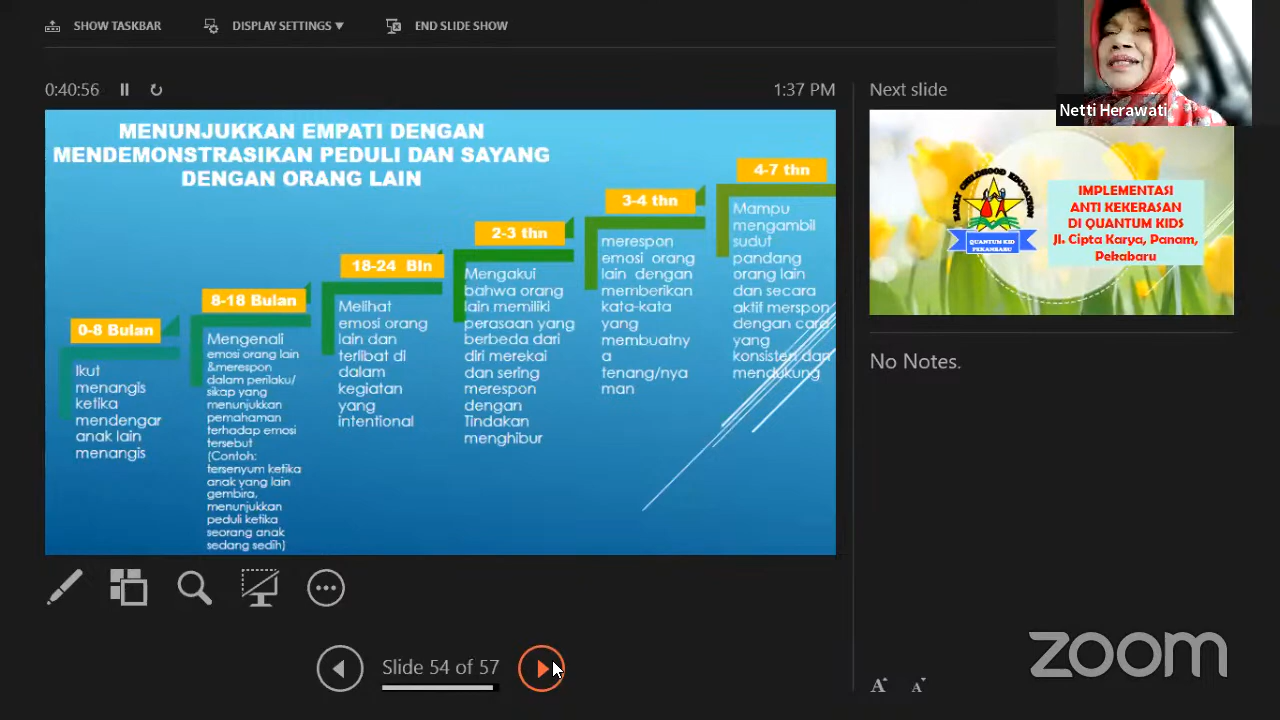 SHOW TASKBAR
DISPLAY SETTINGS
END SLIDE SHOW
0:40:56
1:37 PM
Next slide
Netti Herawati
MENUNJUKKAN EMPATI DENGAN
MENDEMONSTRASIKAN PEDULI DAN SAYANG
DENGAN ORANG LAIN
0-8 Bulan
Ikut
menangis
ketika
mendengar
anak lain
menangis
8-18 Bulan
Mengenali
emosi orang lain
&merespon
dalam perilaku/
sikap yang
menunjukkan
pemahaman
terhadap emosi
tersebut
(Contoh:
tersenyum ketika
anak yang lain
gembira,
menunjukkan
peduli ketika
seorang anak
sedang sedih)
18-24 Bln
Melihat
emosi orang
lain dan
terlibat di
dalam
kegiatan
yang
intentional
2-3 thn
Mengakui
bahwa orang
lain memiliki
perasaan yang
berbeda dari
diri merekai
dan sering
merespon
dengan
Tindakan
menghibur
3-4 thn
merespon
emosi orang
lain dengan
memberikan
kata-kata
yang
membuatny
a
tenang/nya
man
4-7 thn
Mampu
mengambil
sudut
pandang
orang lain
dan secara
aktif merspon
dengan cara
yang
konsisten dan
mendukung
EARLY CHILDHOOD EDUCATION
QUANTUM KID
PEKANBARU
IMPLEMENTASI
ANTI KEKERASAN
DI QUANTUM KIDS
Jl. Cipta Karya, Panam,
Pekabaru
No Notes.
Slide 54 of 57
A A
zoom